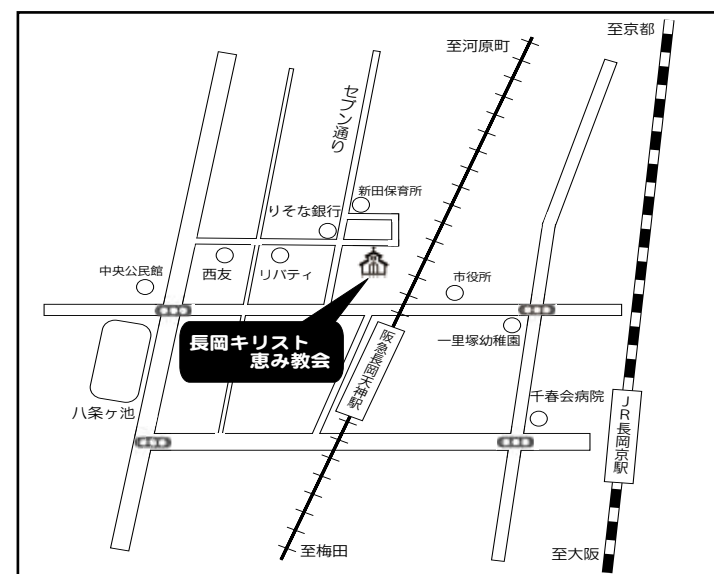 至京都
至河原町
セブン通り
新田保育所
りそな銀行
中央公民館
西友
リバティ
市役所
長岡キリスト
恵み教会
一里塚幼稚園
阪急長岡天神駅
千春会病院
八条ヶ池
JR長岡京駅
至梅田
至大阪